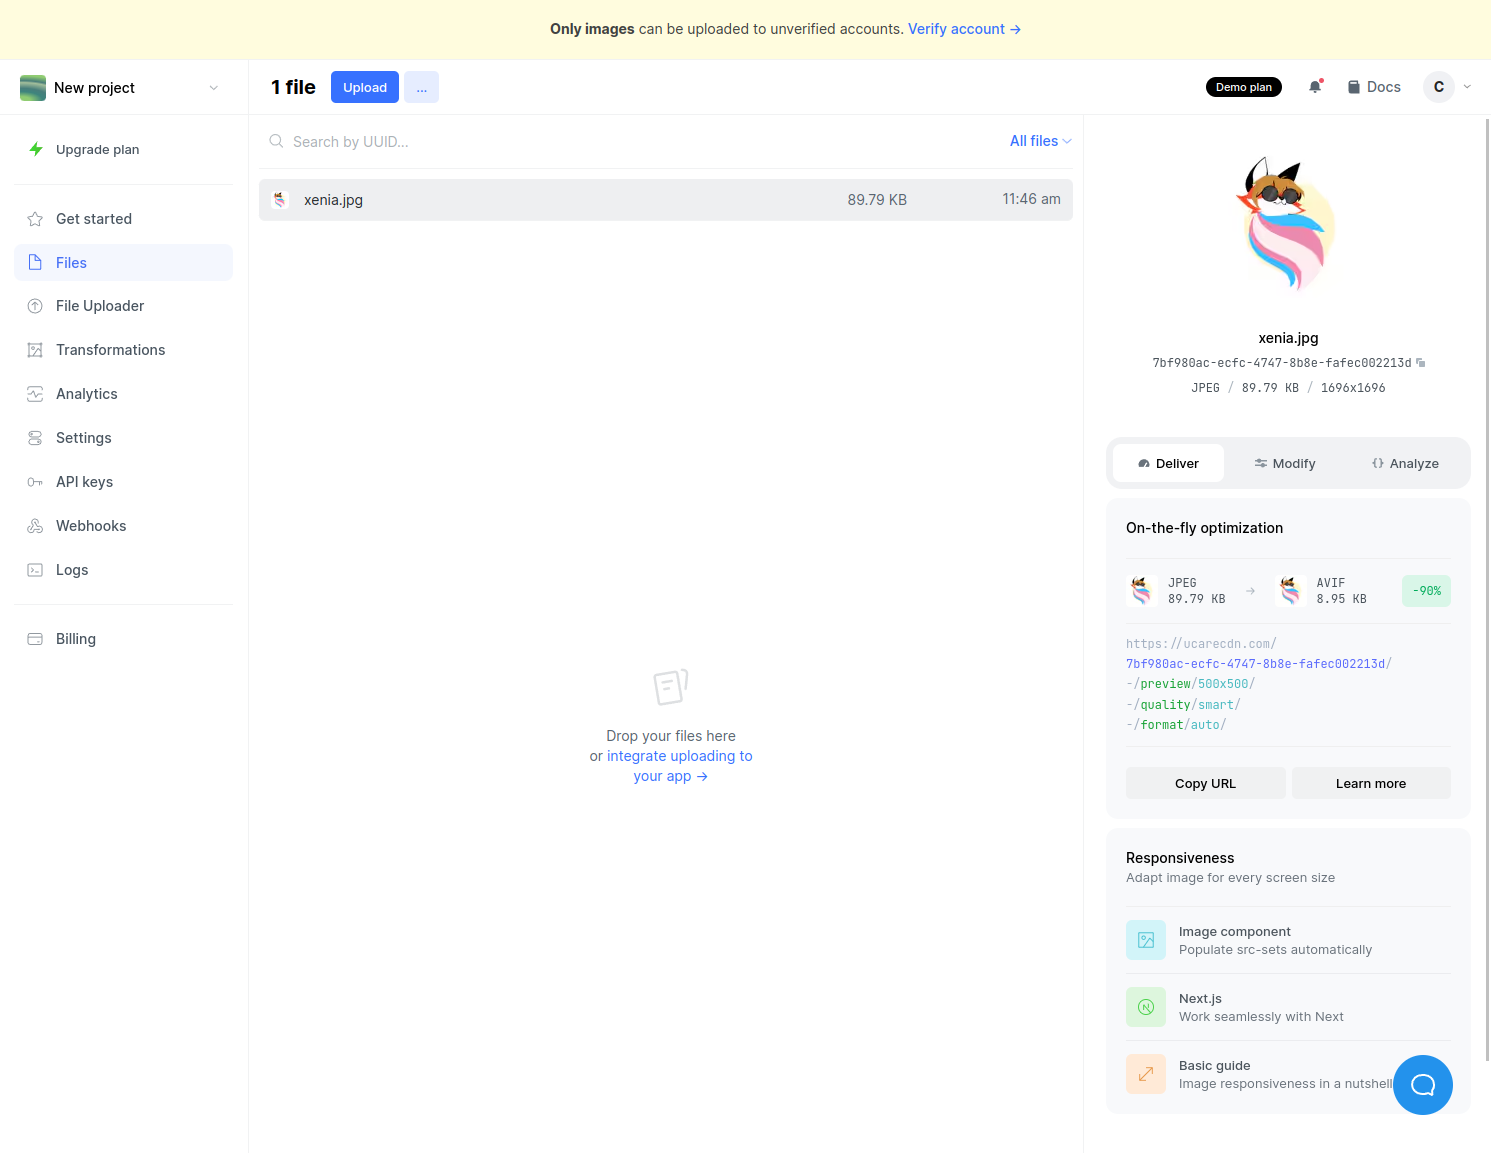 Only images can be uploaded to unverified accounts. Verify account →
New project
1 file
Upload
...
Demo plan
Docs
C
Upgrade plan
Get started
Files
File Uploader
Transformations
Analytics
Settings
API keys
Webhooks
Logs
Billing
Search by UUID...
All files
xenia.jpg
89.79 KB
11:46 am
Drop your files here
or integrate uploading to
your app →
xenia.jpg
7bf980ac-ecfc-4747-8b8e-fafec002213d
JPEG / 89.79 KB / 1696x1696
Deliver
Modify
Analyze
On-the-fly optimization
JPEG
89.79 KB
→
AVIF
8.95 KB
-90%
https://ucarecdn.com/
7bf980ac-ecfc-4747-8b8e-fafec002213d/
-/preview/500x500/
-/quality/smart/
-/format/auto/
Copy URL
Learn more
Responsiveness
Adapt image for every screen size
Image component
Populate src-sets automatically
Next.js
Work seamlessly with Next
Basic guide
Image responsiveness in a nutshell